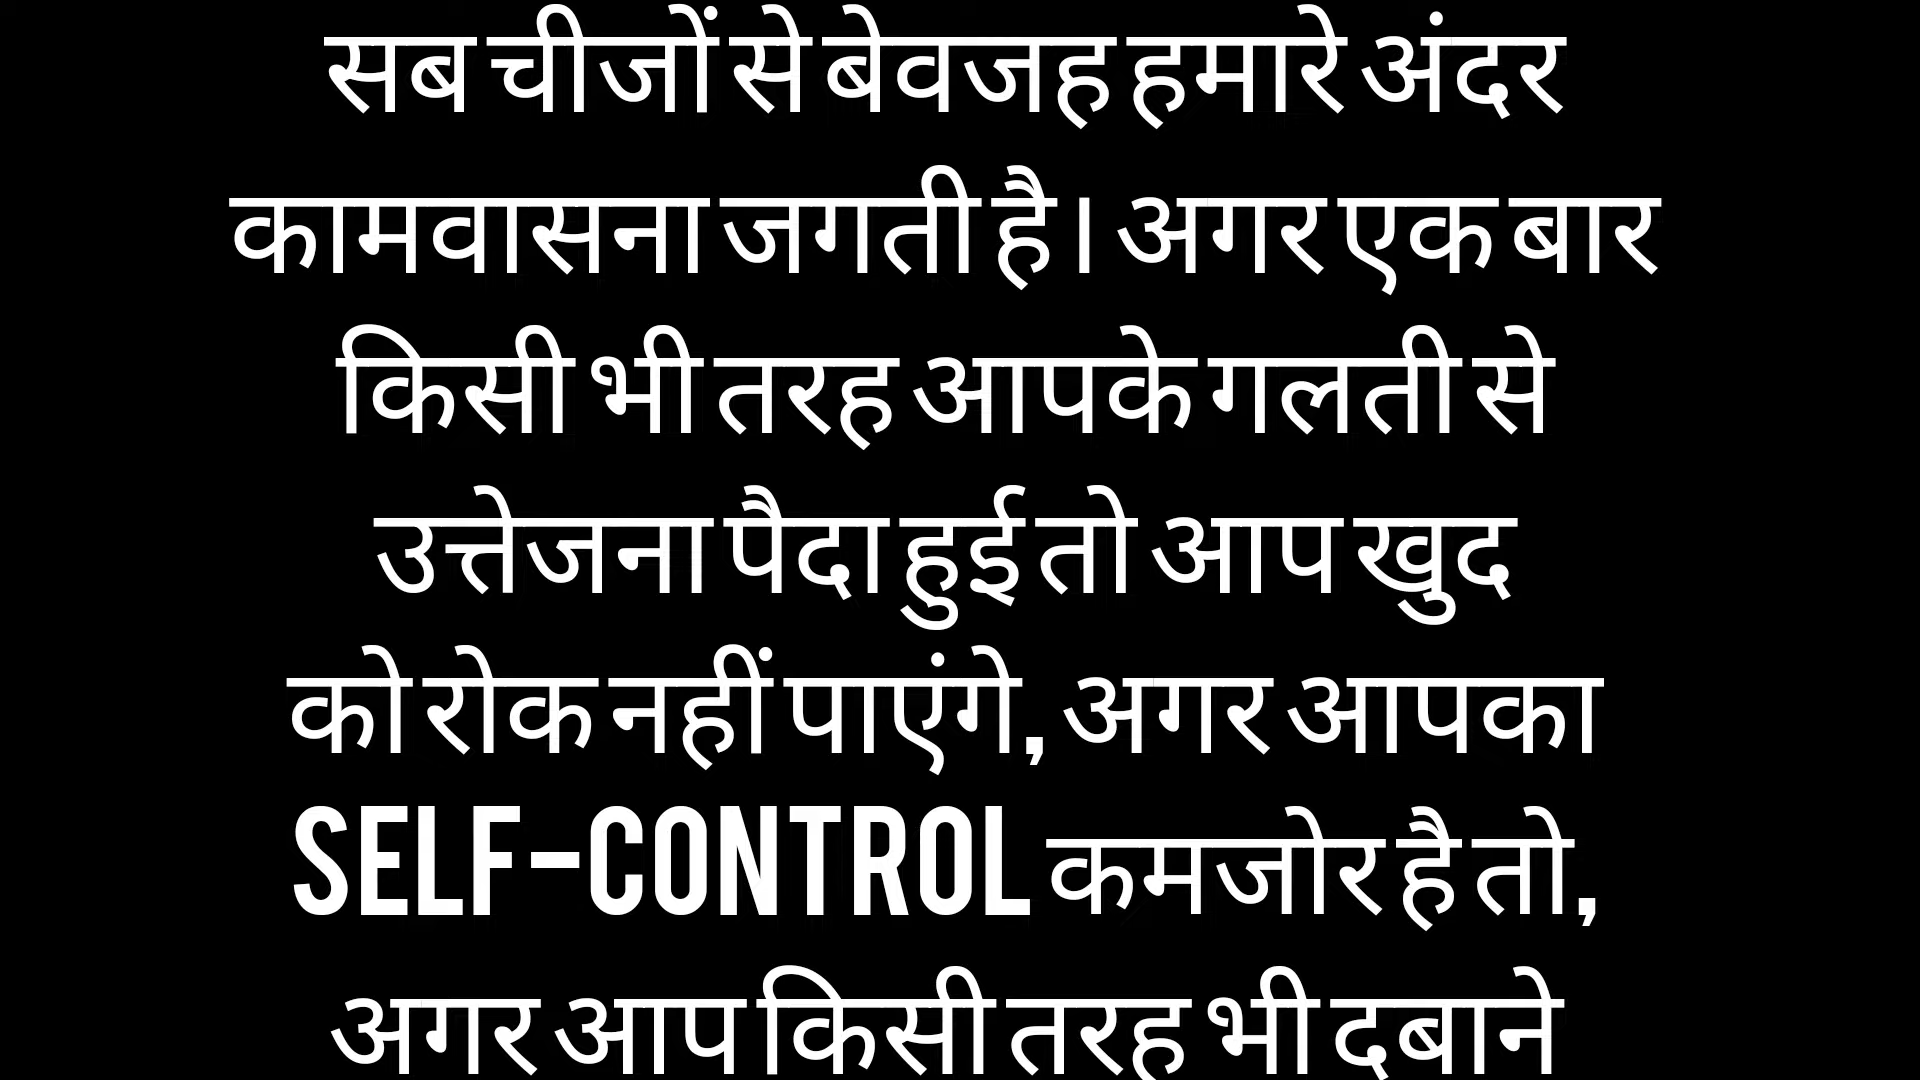 सब चीजों से बेवजह हमारे अंदर
कामवासना जगती है। अगर एक बार
किसी भी तरह आपके गलती से
उत्तेजना पैदा हुई तो आप खुद
को रोक नहीं पाएंगे, अगर आपका
SELF-CONTROL कमजोर है तो,
अगर आप किसी तरह भी दबाने